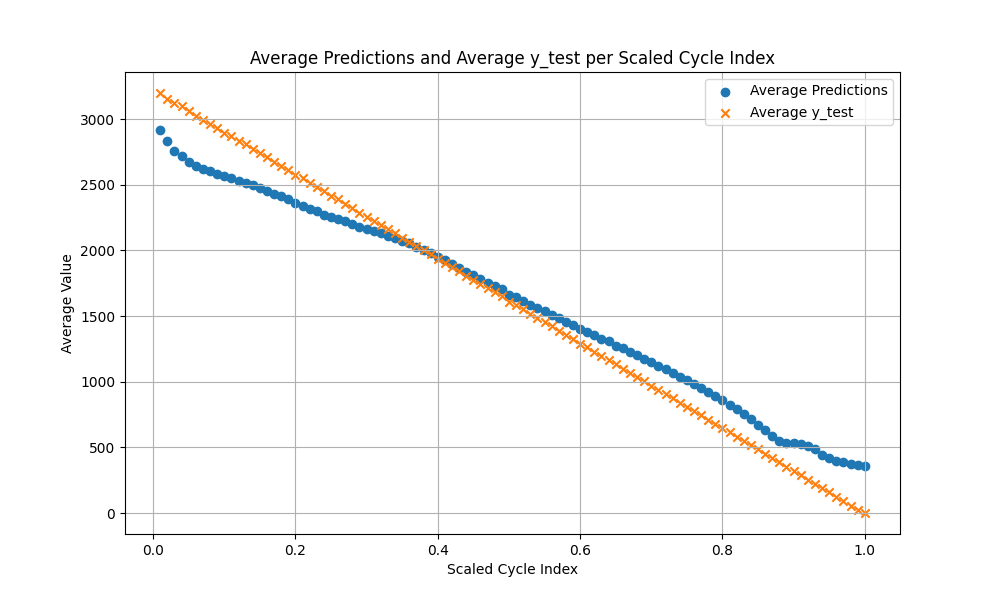 Average Predictions and Average y_test per Scaled Cycle Index
Average Predictions
Average y_test
3000
2500
2000
1500
1000
500
0
Average Value
0.0 0.2 0.4 0.6 0.8 1.0
Scaled Cycle Index